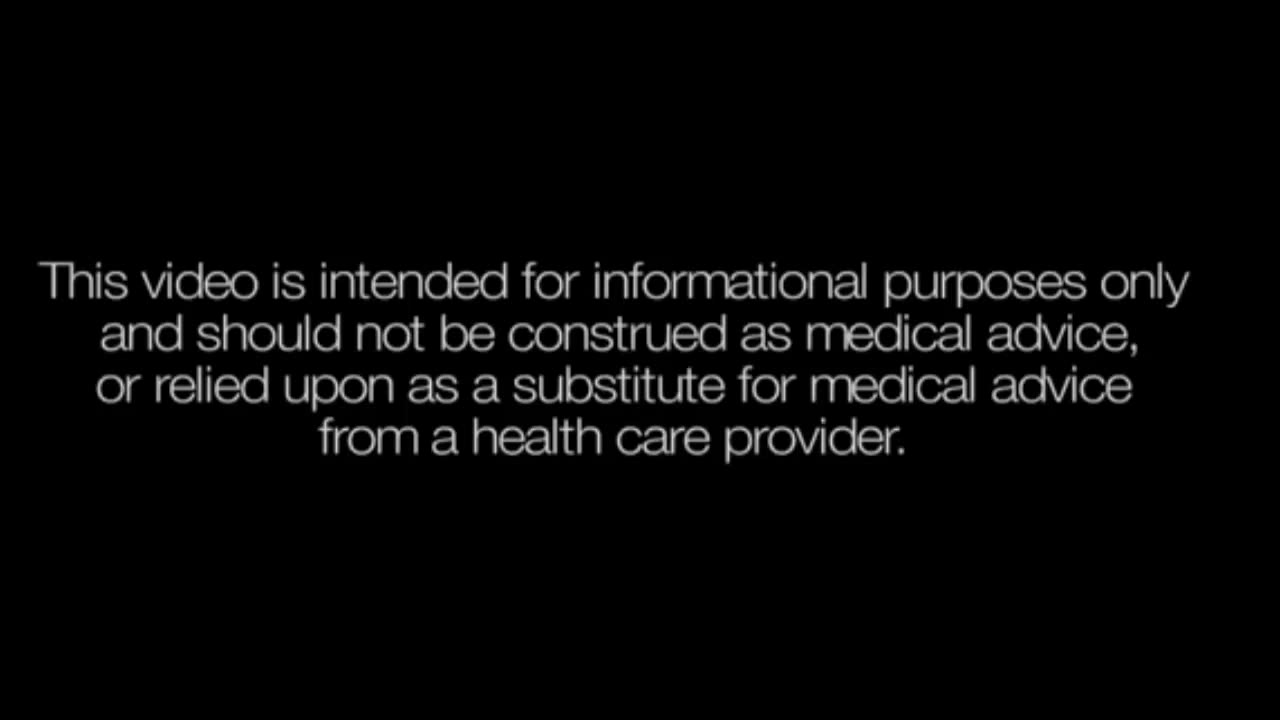 This video is intended for informational purposes only
and should not be construed as medical advice,
or relied upon as a substitute for medical advice
from a health care provider.